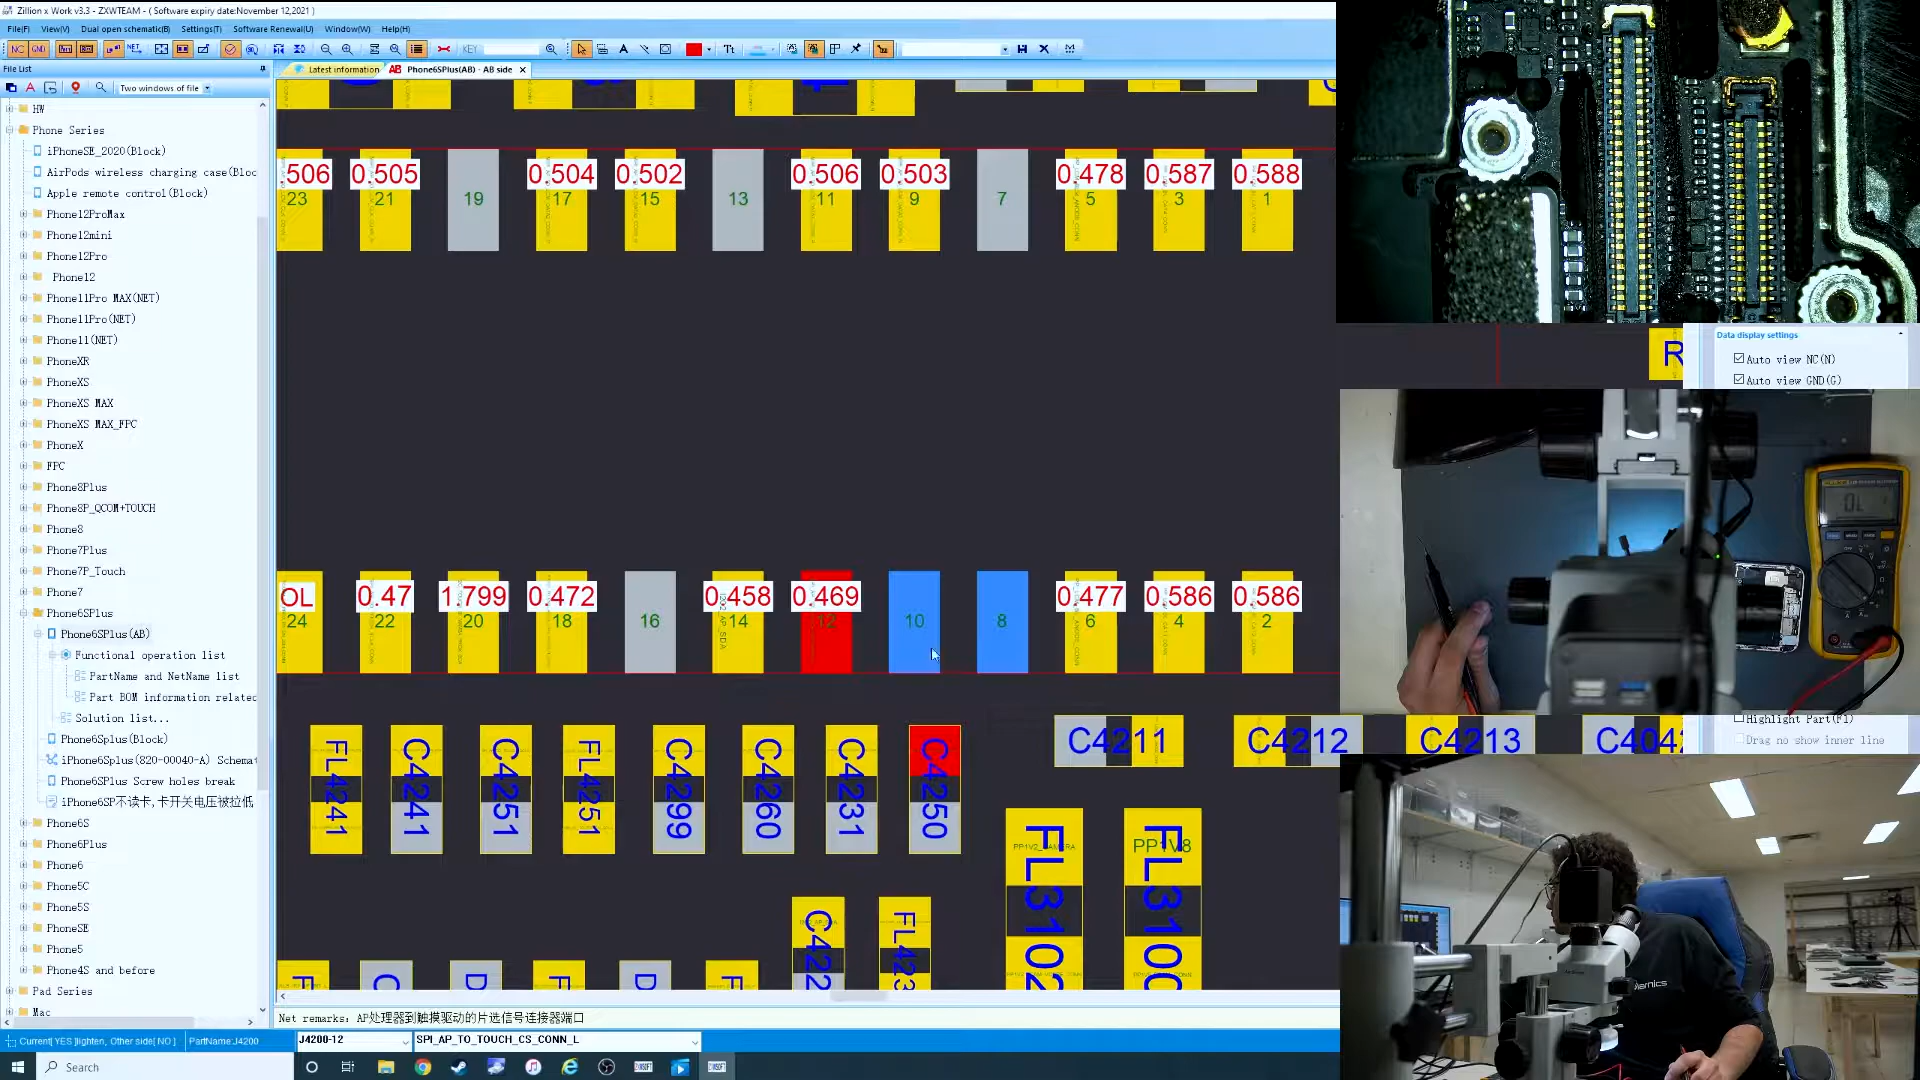 Zillion x Work v3.3 - ZXWTEAM - ( Software expiry date:November 12,2021 )
File(F) View(V) Dual open schematic(B) Settings(T) Software Renewal(U) Window(W) Help(H)
NC GND NET KEY Tt
File List
Latest information Phone6SPlus(AB) - AB side
Two windows of file
HW
Phone Series
iPhoneSE_2020(Block)
AirPods wireless charging case(Bloc
Apple remote control(Block)
Phone12ProMax
Phone12mini
Phone12Pro
Phone12
Phone11Pro MAX(NET)
Phone11Pro(NET)
Phone11(NET)
PhoneXR
PhoneXS
PhoneXS MAX
PhoneXS MAX_FPC
PhoneX
FPC
Phone8Plus
Phone8P_QCOM+TOUCH
Phone8
Phone7Plus
Phone7P_Touch
Phone7
Phone6SPlus
Phone6SPlus(AB)
Functional operation list
PartName and NetName list
Part BOM information relatec
Solution list...
Phone6Splus(Block)
iPhone6Splus(820-00040-A) Schemat
Phone6SPlus Screw holes break
iPhone6SP不读卡,卡开关电压被拉低
Phone6S
Phone6Plus
Phone6
Phone5C
Phone5S
PhoneSE
Phone5
Phone4S and before
Pad Series
Mac
.506 0.505 0.504 0.502 0.506 0.503 0.478 0.587 0.588
23 21 19 17 15 13 11 9 7 5 3 1
OL 0.47 1.799 0.472 0.458 0.469 0.477 0.586 0.586
24 22 20 18 16 14 12 10 8 6 4 2
FL4241 C4241 C4251 FL4251 C4299 C4260 C4231 C4250 C4211 C4212 C4213 C4042
FL3102 FL3100
PP1V8
C422 FL423
F C D F D F
R
Data display settings
Auto view NC(N)
Auto view GND(G)
Highlight Part(F1)
Drag no show inner line
Net remarks: AP处理器到触摸驱动的片选信号连接器端口
Current[ YES ]lighten, Other side[ NO ] PartName:J4200 J4200-12 SPI_AP_TO_TOUCH_CS_CONN_L
Search